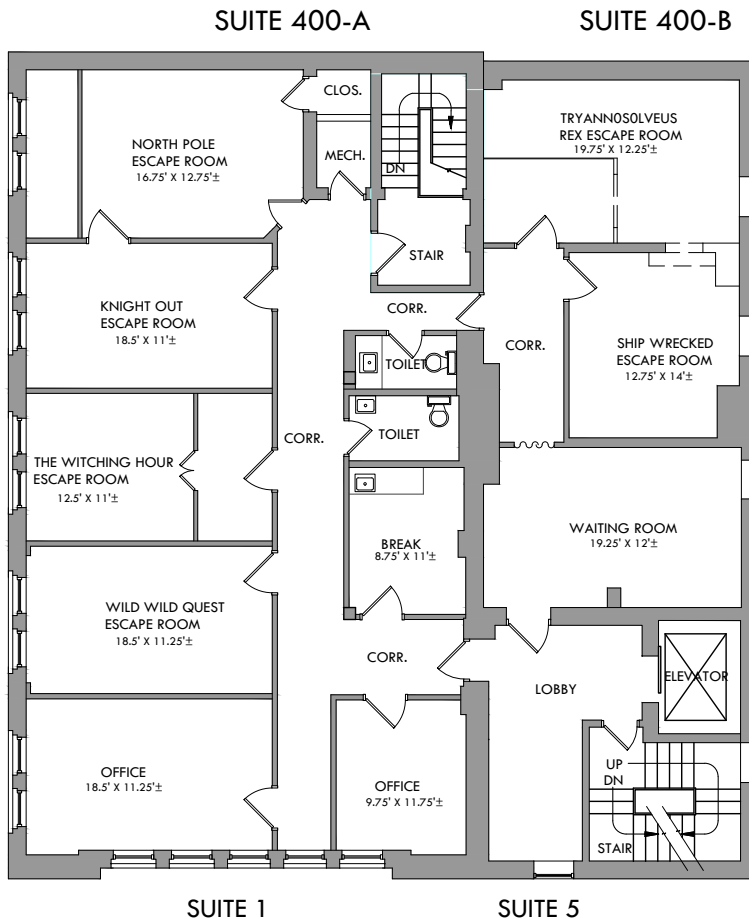 SUITE 400-A
SUITE 400-B
CLOS.
NORTH POLE
ESCAPE ROOM
16.75' X 12.75'±
MECH.
DN
STAIR
TRYANN0S0LVEUS
REX ESCAPE ROOM
19.75' X 12.25'±
KNIGHT OUT
ESCAPE ROOM
18.5' X 11'±
CORR.
TOILET
CORR.
SHIP WRECKED
ESCAPE ROOM
12.75' X 14'±
THE WITCHING HOUR
ESCAPE ROOM
12.5' X 11'±
CORR.
TOILET
BREAK
8.75' X 11'±
WAITING ROOM
19.25' X 12'±
WILD WILD QUEST
ESCAPE ROOM
18.5' X 11.25'±
CORR.
LOBBY
ELEVATOR
OFFICE
18.5' X 11.25'±
OFFICE
9.75' X 11.75'±
UP
DN
STAIR
SUITE 1
SUITE 5